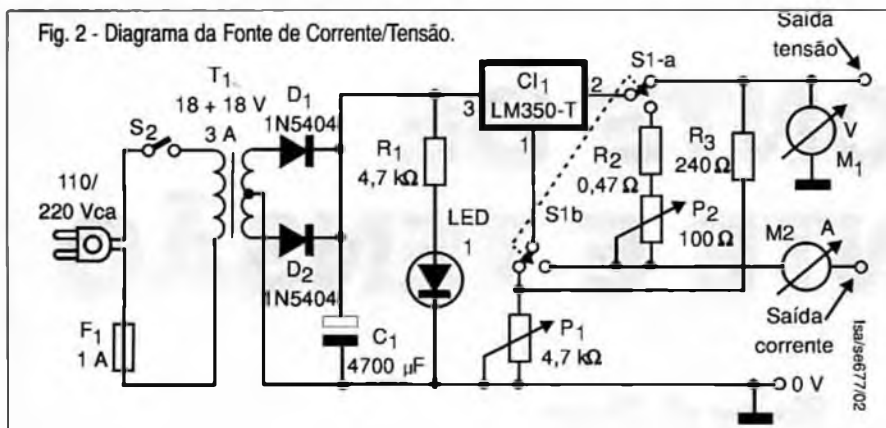 Fig. 2 - Diagrama da Fonte de Corrente/Tensão.
Saída
tensão
T1
18 + 18 V
3 A
S2
D1
1N5404
CI1
LM350-T
3
2
1
S1-a
R1
4,7 kΩ
R2
0,47 Ω
R3
240 Ω
V
M1
110/
220 Vca
LED
1
S1b
P2
100 Ω
M2
A
D2
1N5404
F1
1 A
C1
4700 µF
P1
4,7 kΩ
Saída
corrente
0 V
fsa/se677/02